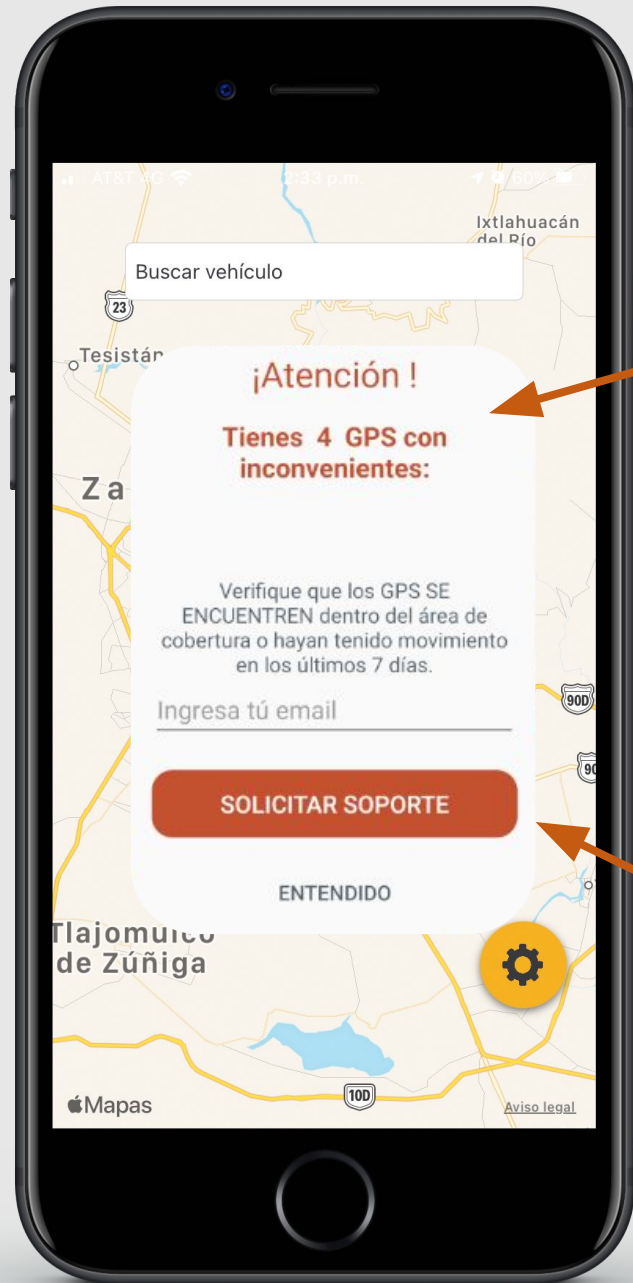 AT&T 4G 2:33 p.m. 60%
Ixtlahuacán
del Río
Buscar vehículo
23
Tesistán
¡Atención !
Tienes 4 GPS con
inconvenientes:
Za
Verifique que los GPS SE
ENCUENTREN dentro del área de
cobertura o hayan tenido movimiento
en los últimos 7 días.
90D
Ingresa tú email
90
SOLICITAR SOPORTE
ENTENDIDO
Tlajomulco
de Zúñiga
10D
Mapas
Aviso legal